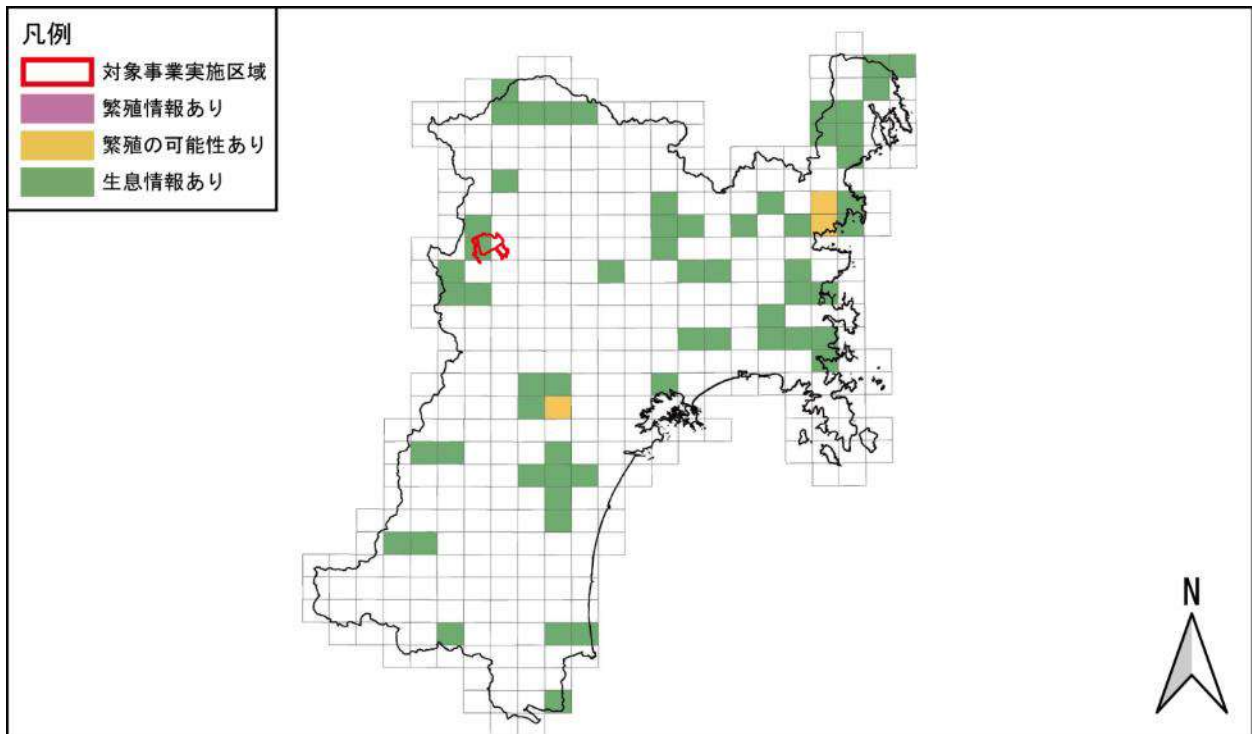 凡例
対象事業実施区域
繁殖情報あり
繁殖の可能性あり
生息情報あり
N